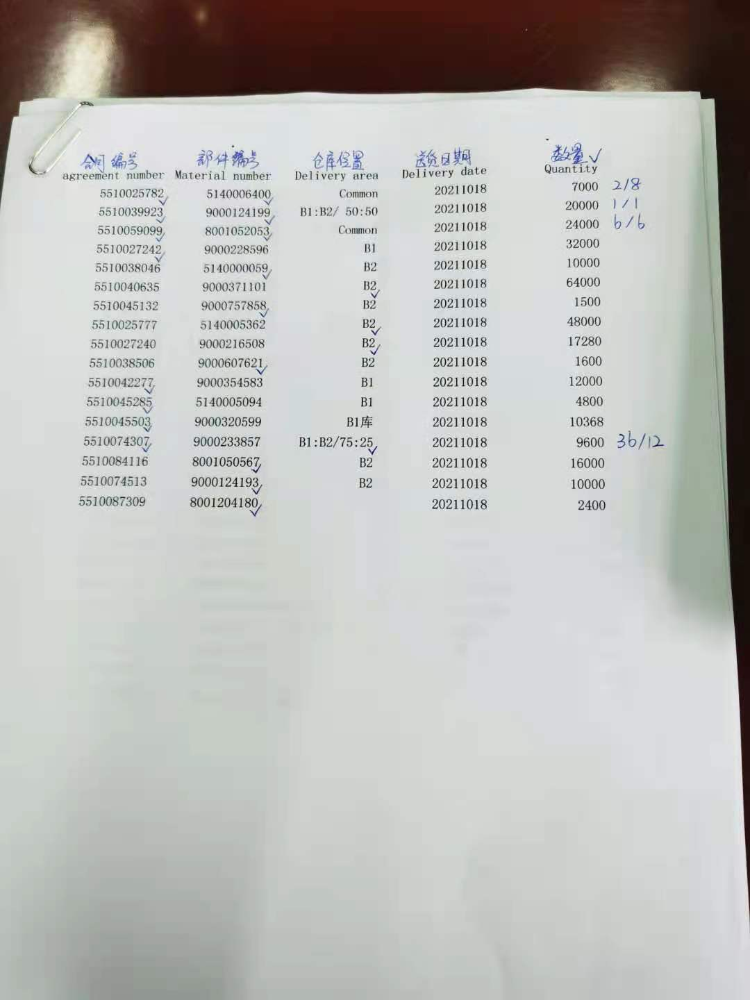 合同编号 部件编号 仓库位置 送货日期 数量✓
agreement number Material number Delivery area Delivery date Quantity
5510025782 5140006400 Common 20211018 7000 2/8
5510039923 9000124199 B1:B2/ 50:50 20211018 20000 1/1
5510059099 8001052053 Common 20211018 24000 6/6
5510027242 9000228596 B1 20211018 32000
5510038046 5140000059 B2 20211018 10000
5510040635 9000371101 B2 20211018 64000
5510045132 9000757858 B2 20211018 1500
5510025777 5140005362 B2 20211018 48000
5510027240 9000216508 B2 20211018 17280
5510038506 9000607621 B2 20211018 1600
5510042277 9000354583 B1 20211018 12000
5510045285 5140005094 B1 20211018 4800
5510045503 9000320599 B1库 20211018 10368
5510074307 9000233857 B1:B2/75:25 20211018 9600 36/12
5510084116 8001050567 B2 20211018 16000
5510074513 9000124193 B2 20211018 10000
5510087309 8001204180 20211018 2400